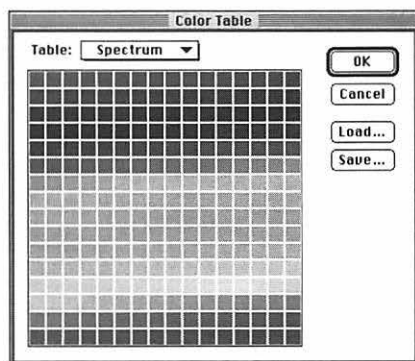 Color Table
Table: Spectrum
OK
Cancel
Load...
Save...